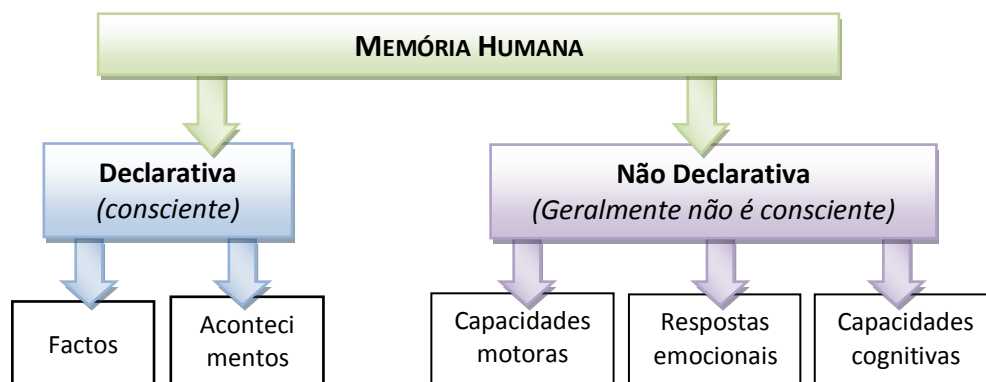 MEMÓRIA HUMANA
Declarativa
(consciente)
Não Declarativa
(Geralmente não é consciente)
Factos
Aconteci
mentos
Capacidades
motoras
Respostas
emocionais
Capacidades
cognitivas